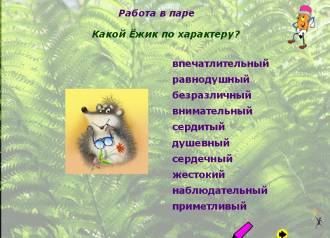 Работа в паре
Какой Ёжик по характеру?
впечатлительный
равнодушный
безразличный
внимательный
сердитый
душевный
сердечный
жестокий
наблюдательный
приметливый